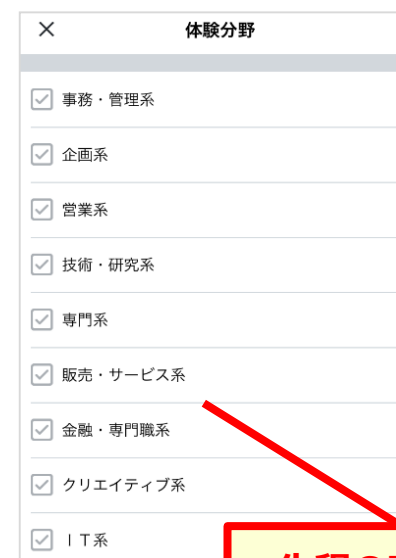 体験分野
事務・管理系
企画系
営業系
技術・研究系
専門系
販売・サービス系
金融・専門職系
クリエイティブ系
IT系